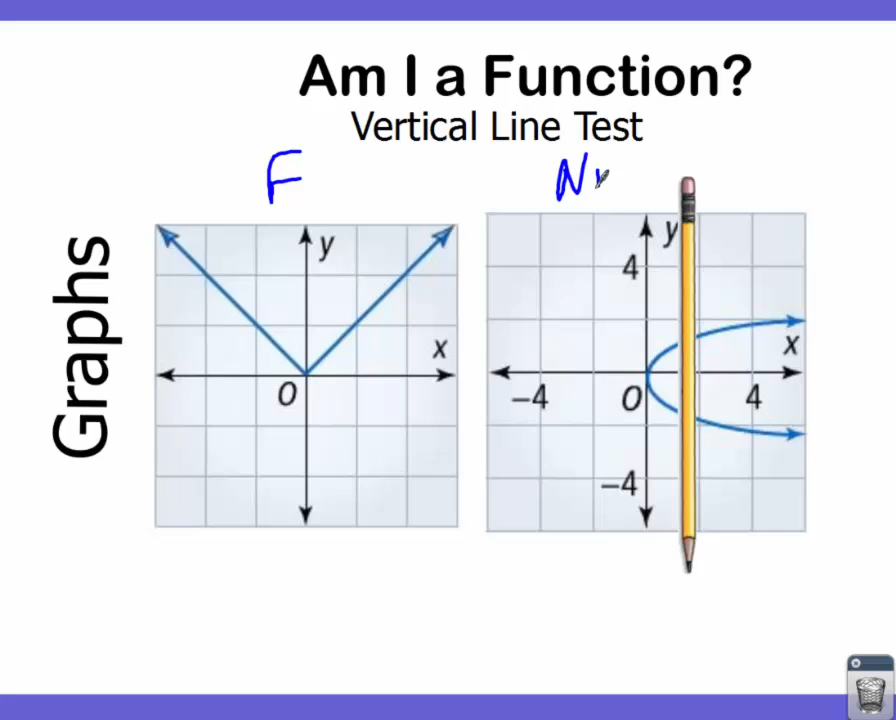 Am I a Function?
Vertical Line Test
F
N
Graphs
y
x
O
y
4
x
-4
O
4
-4